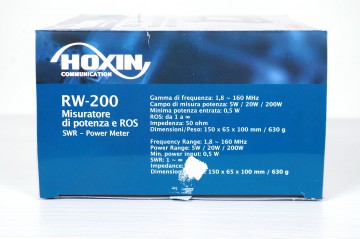 HOXIN
COMMUNICATION
RW-200
Misuratore
di potenza e ROS
SWR - Power Meter
Gamma di frequenza: 1,8 ~ 160 MHz
Campo di misura potenza: 5W / 20W / 200W
Minima potenza entrata: 0,5 W
ROS: da 1 a ∞
Impedenza: 50 ohm
Dimensioni/Peso: 150 x 65 x 100 mm / 630 g
Frequency Range: 1,8 ~ 160 MHz
Power Range: 5W / 20W / 200W
Min. power input: 0,5 W
SWR: 1 ~ ∞
Impedance:
150 x 65 x 100 mm / 630 g